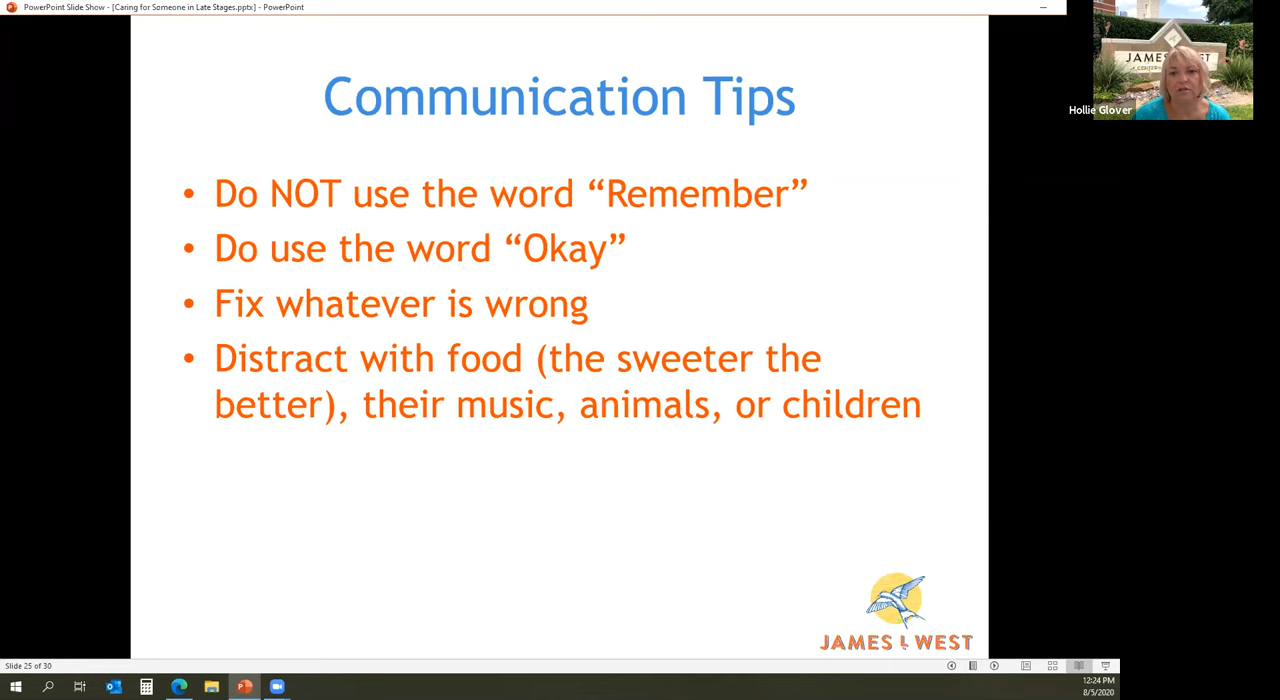 PowerPoint Slide Show - [Caring for Someone in Late Stages.pptx] - PowerPoint
JAMES WEST
Hollie Glover
Communication Tips
• Do NOT use the word “Remember”
• Do use the word “Okay”
• Fix whatever is wrong
• Distract with food (the sweeter the
better), their music, animals, or children
JAMES L WEST
Slide 25 of 30
12:24 PM
8/5/2020